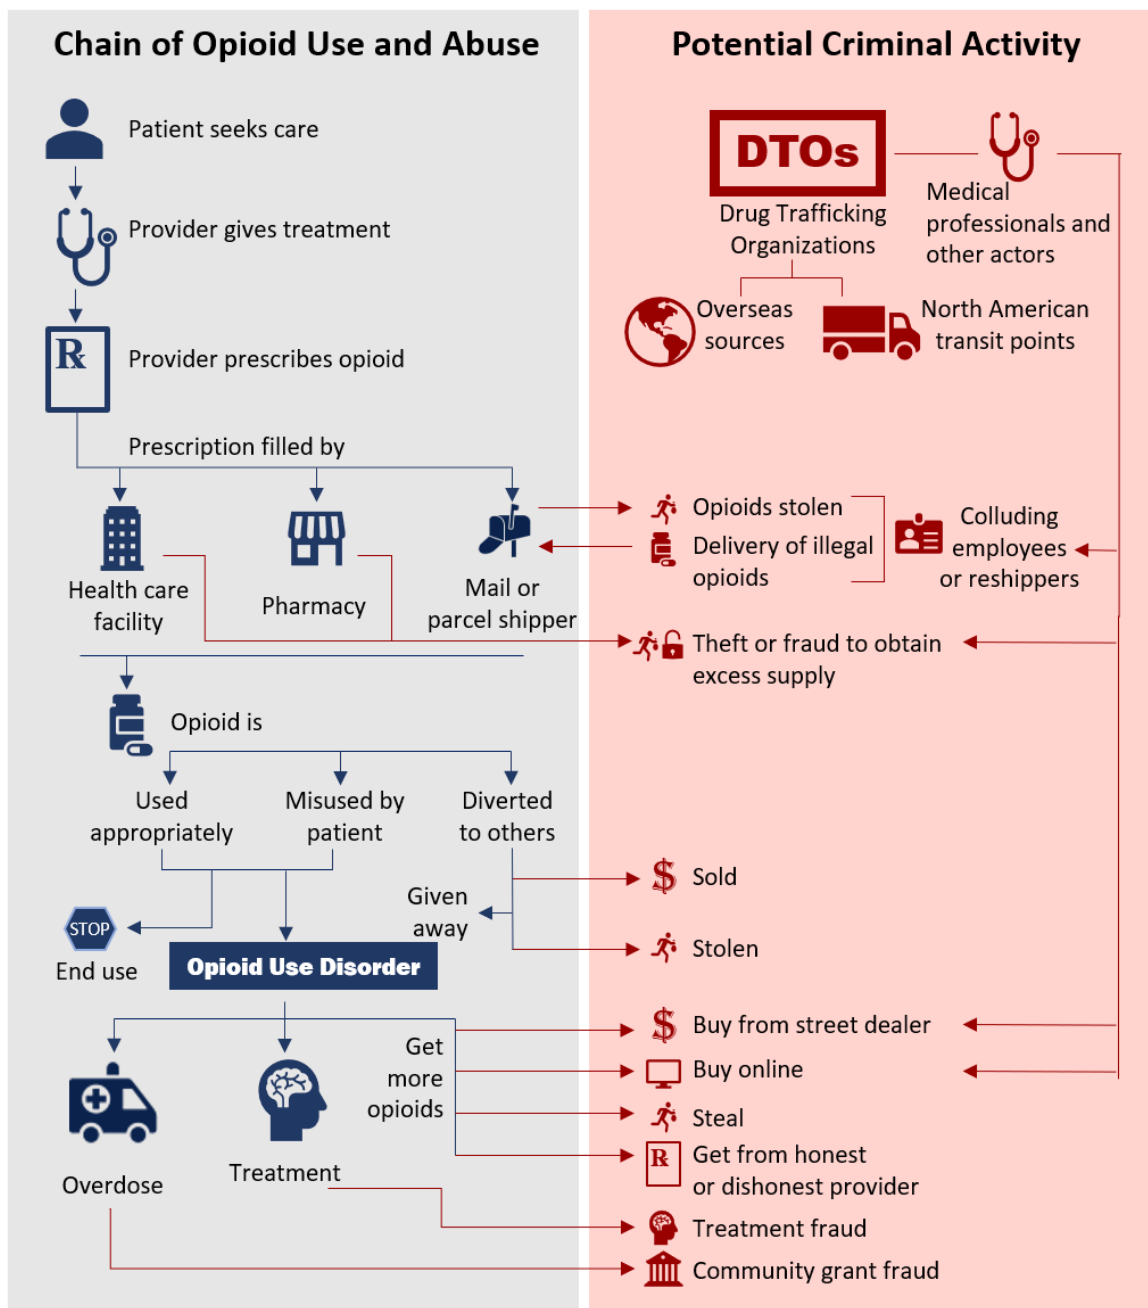 Chain of Opioid Use and Abuse
Patient seeks care
Provider gives treatment
Rx
Provider prescribes opioid
Prescription filled by
Health care
facility
Pharmacy
Mail or
parcel shipper
Opioid is
Used
appropriately
Misused by
patient
Diverted
to others
Given
away
STOP
End use
Opioid Use Disorder
Get
more
opioids
Overdose
Treatment
Potential Criminal Activity
DTOs
Drug Trafficking
Organizations
Medical
professionals and
other actors
Overseas
sources
North American
transit points
Opioids stolen
Delivery of illegal
opioids
Colluding
employees
or reshippers
Theft or fraud to obtain
excess supply
$
Sold
Stolen
$
Buy from street dealer
Buy online
Steal
Rx
Get from honest
or dishonest provider
Treatment fraud
Community grant fraud